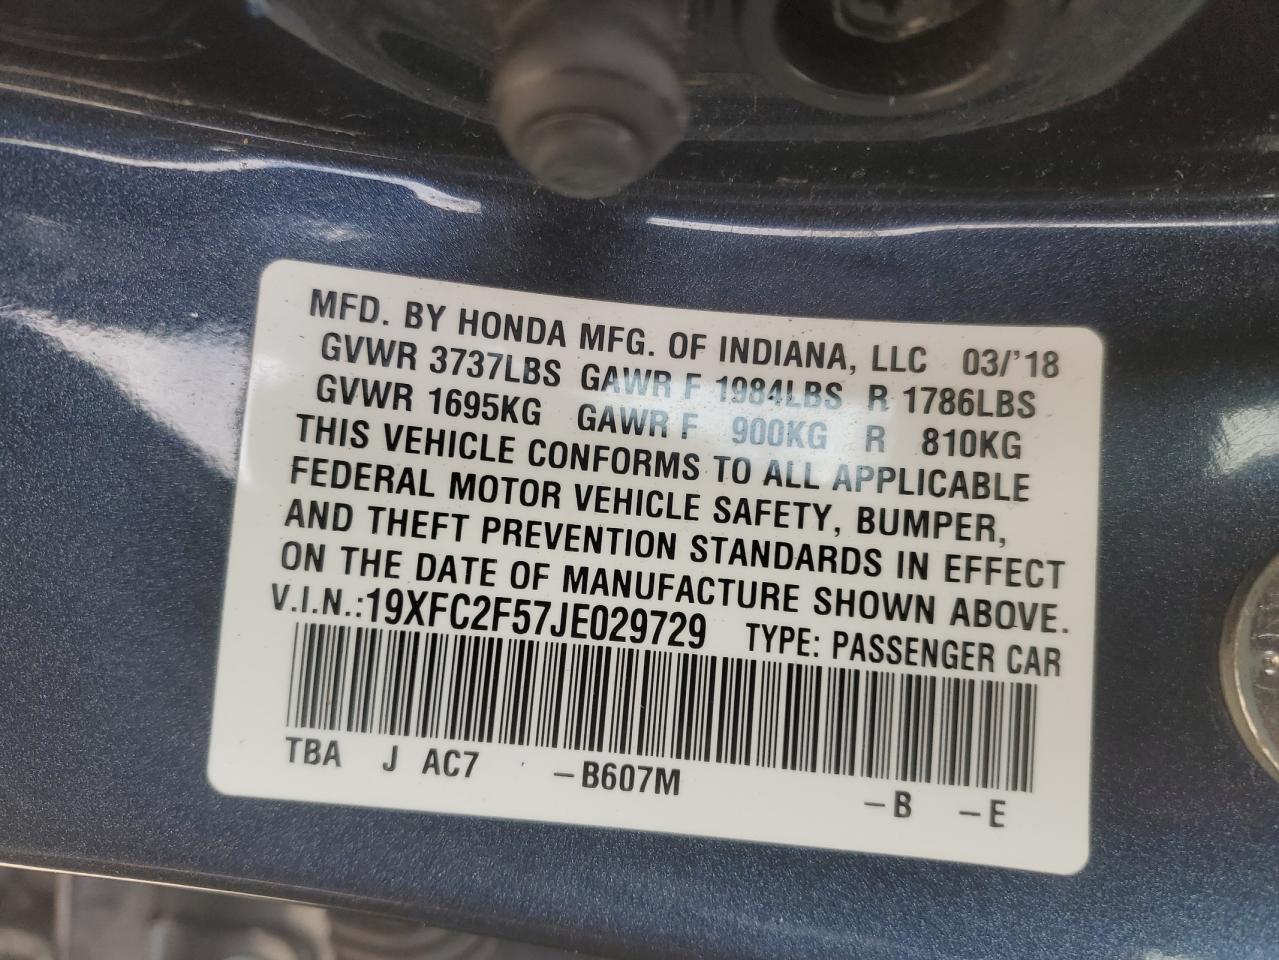 MFD. BY HONDA MFG. OF INDIANA, LLC 03/'18
GVWR 3737LBS GAWR F 1984LBS R 1786LBS
GVWR 1695KG GAWR F 900KG R 810KG
THIS VEHICLE CONFORMS TO ALL APPLICABLE
FEDERAL MOTOR VEHICLE SAFETY, BUMPER,
AND THEFT PREVENTION STANDARDS IN EFFECT
ON THE DATE OF MANUFACTURE SHOWN ABOVE.
V.I.N.:19XFC2F57JE029729 TYPE: PASSENGER CAR
TBA J AC7 -B607M -B -E